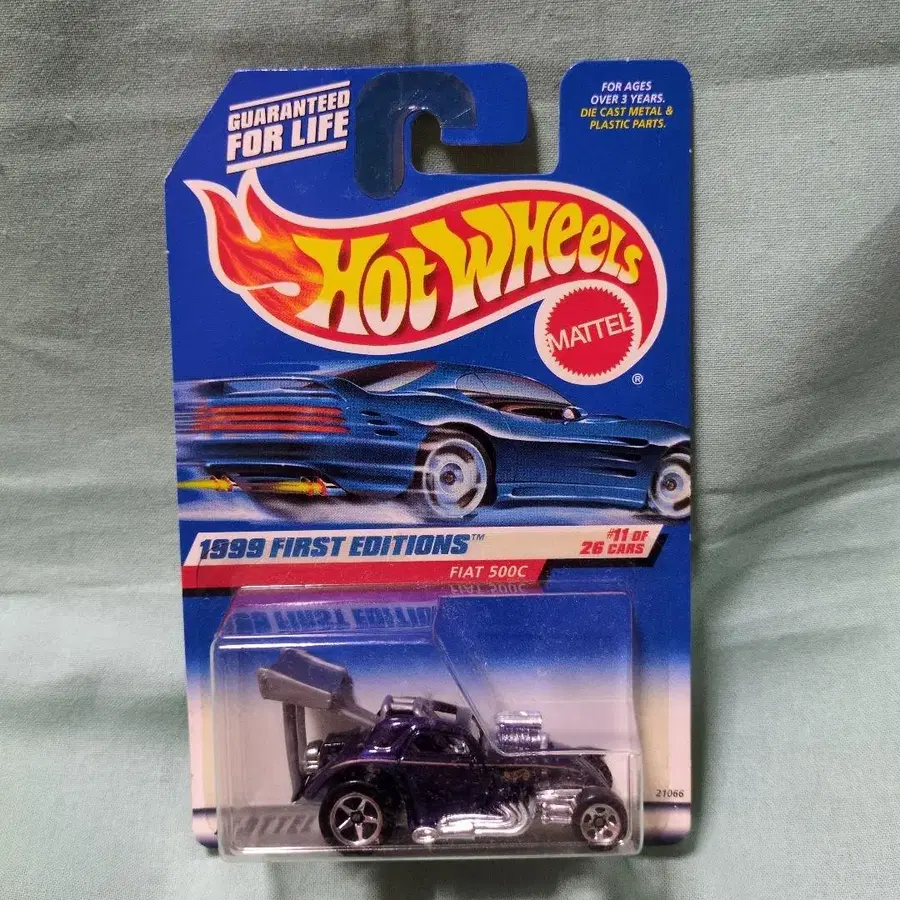 GUARANTEED
FOR LIFE
FOR AGES
OVER 3 YEARS.
DIE CAST METAL &
PLASTIC PARTS.
HOT WHEELS
MATTEL
®
1999 FIRST EDITIONS™
#11 OF
26 CARS
FIAT 500C
21066
MATTEL